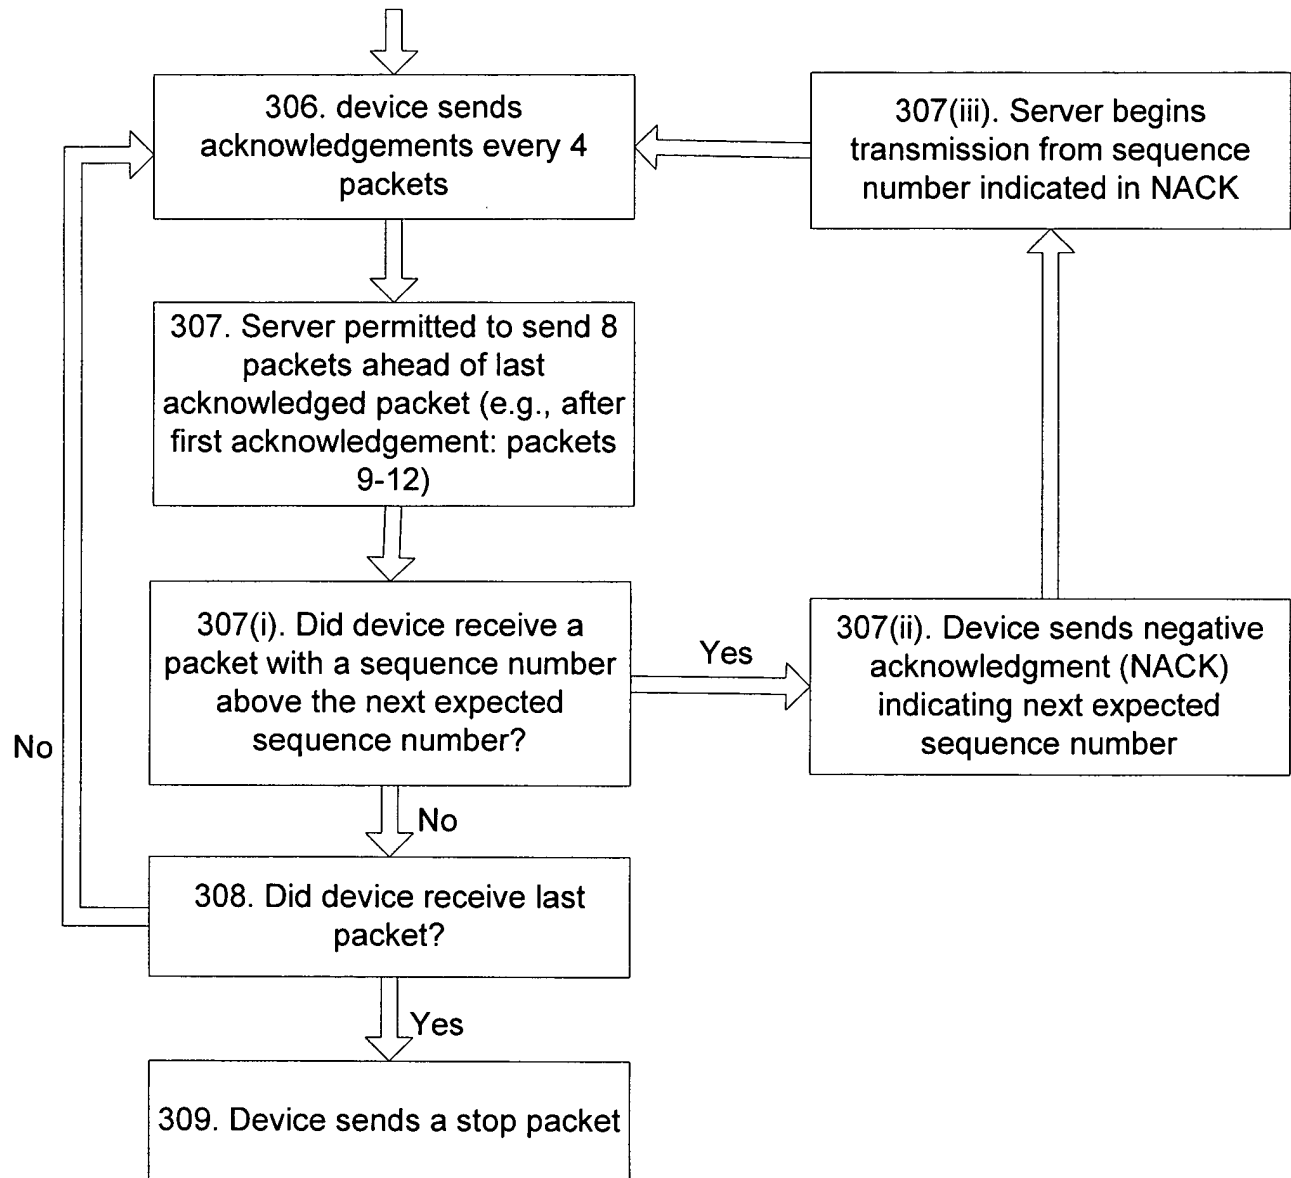 306. device sends
acknowledgements every 4
packets
307(iii). Server begins
transmission from sequence
number indicated in NACK
307. Server permitted to send 8
packets ahead of last
acknowledged packet (e.g., after
first acknowledgement: packets
9-12)
307(i). Did device receive a
packet with a sequence number
above the next expected
sequence number?
Yes
307(ii). Device sends negative
acknowledgment (NACK)
indicating next expected
sequence number
No
No
308. Did device receive last
packet?
Yes
309. Device sends a stop packet